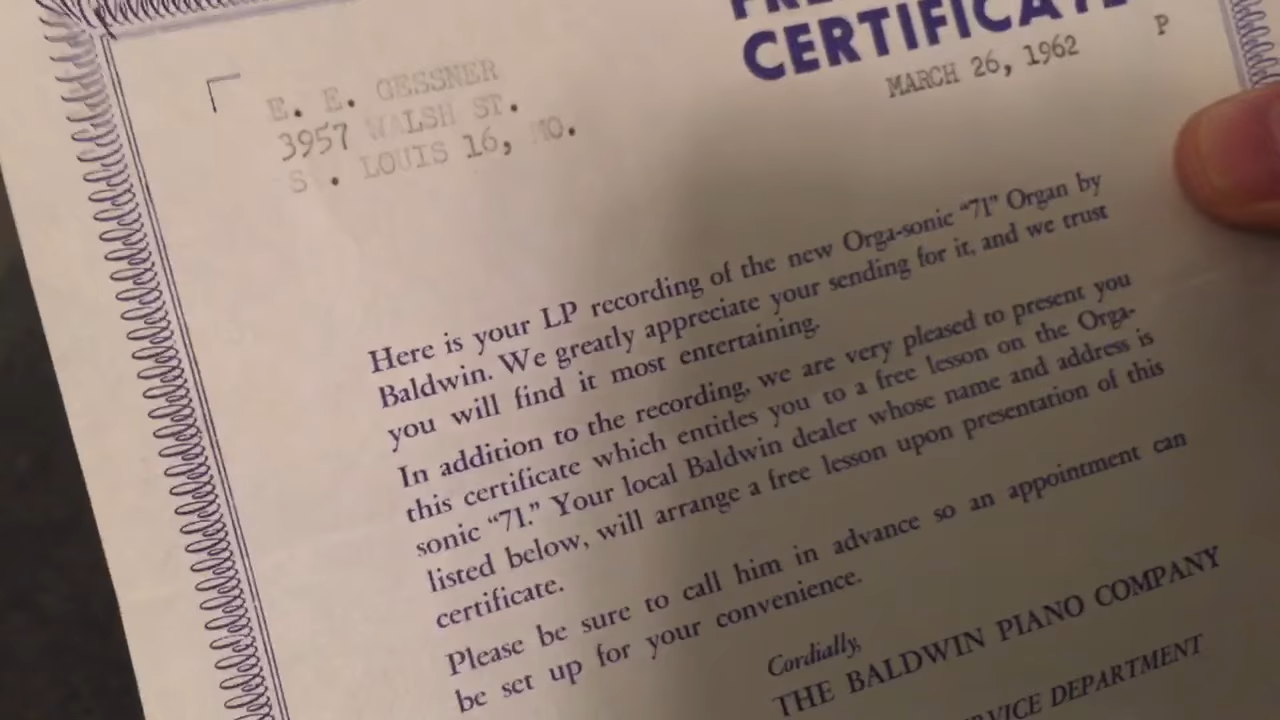 CERTIFICATE
MARCH 26, 1962
P
E. E. GESSNER
3957 WALSH ST.
S . LOUIS 16, MO.
Here is your LP recording of the new Orga-sonic "71" Organ by
Baldwin. We greatly appreciate your sending for it, and we trust
you will find it most entertaining.
In addition to the recording, we are very pleased to present you
this certificate which entitles you to a free lesson on the Orga-
sonic "71." Your local Baldwin dealer whose name and address is
listed below, will arrange a free lesson upon presentation of this
certificate.
Please be sure to call him in advance so an appointment can
be set up for your convenience.
Cordially,
THE BALDWIN PIANO COMPANY
DEPARTMENT